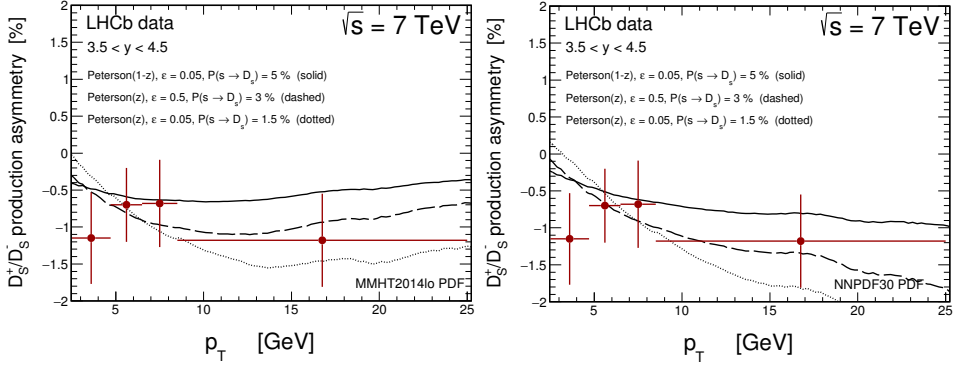 LHCb data
√s = 7 TeV
3.5 < y < 4.5
Peterson(1-z), ε = 0.05, P(s → D_s) = 5 % (solid)
Peterson(z), ε = 0.5, P(s → D_s) = 3 % (dashed)
Peterson(z), ε = 0.05, P(s → D_s) = 1.5 % (dotted)
D_S^+/D_S^- production asymmetry [%]
2
1.5
1
0.5
0
−0.5
−1
−1.5
−2
MMHT2014lo PDF
5 10 15 20 25
p_T [GeV]
LHCb data
√s = 7 TeV
3.5 < y < 4.5
Peterson(1-z), ε = 0.05, P(s → D_s) = 5 % (solid)
Peterson(z), ε = 0.5, P(s → D_s) = 3 % (dashed)
Peterson(z), ε = 0.05, P(s → D_s) = 1.5 % (dotted)
D_S^+/D_S^- production asymmetry [%]
2
1.5
1
0.5
0
−0.5
−1
−1.5
−2
NNPDF30 PDF
5 10 15 20 25
p_T [GeV]